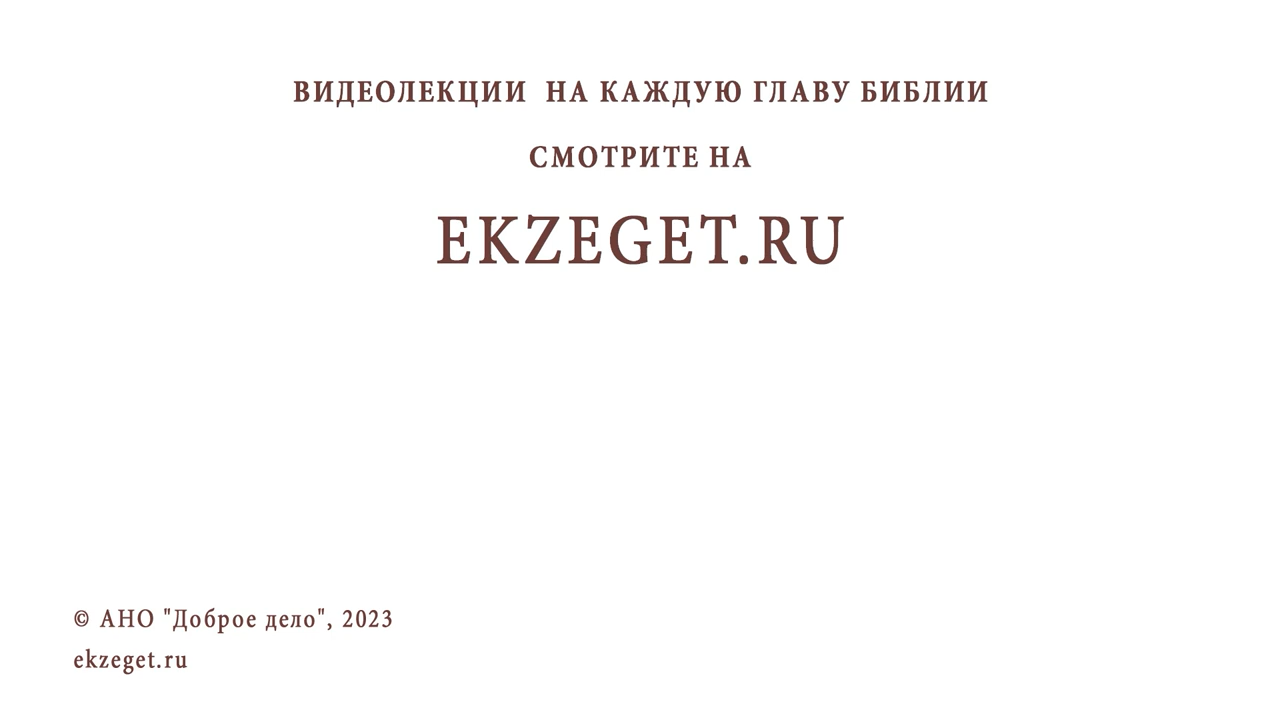 ВИДЕОЛЕКЦИИ  НА КАЖДУЮ ГЛАВУ БИБЛИИ
СМОТРИТЕ НА
EKZEGET.RU
© АНО "Доброе дело", 2023
ekzeget.ru